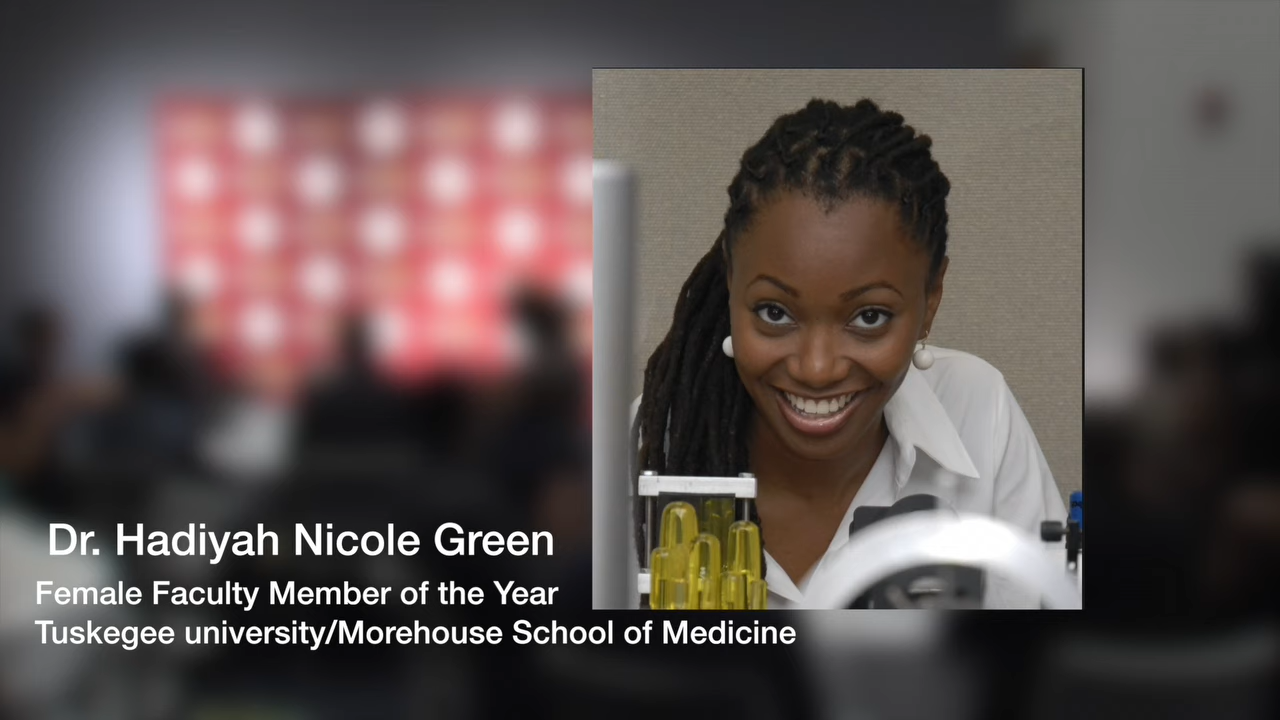 Dr. Hadiyah Nicole Green
Female Faculty Member of the Year
Tuskegee university/Morehouse School of Medicine